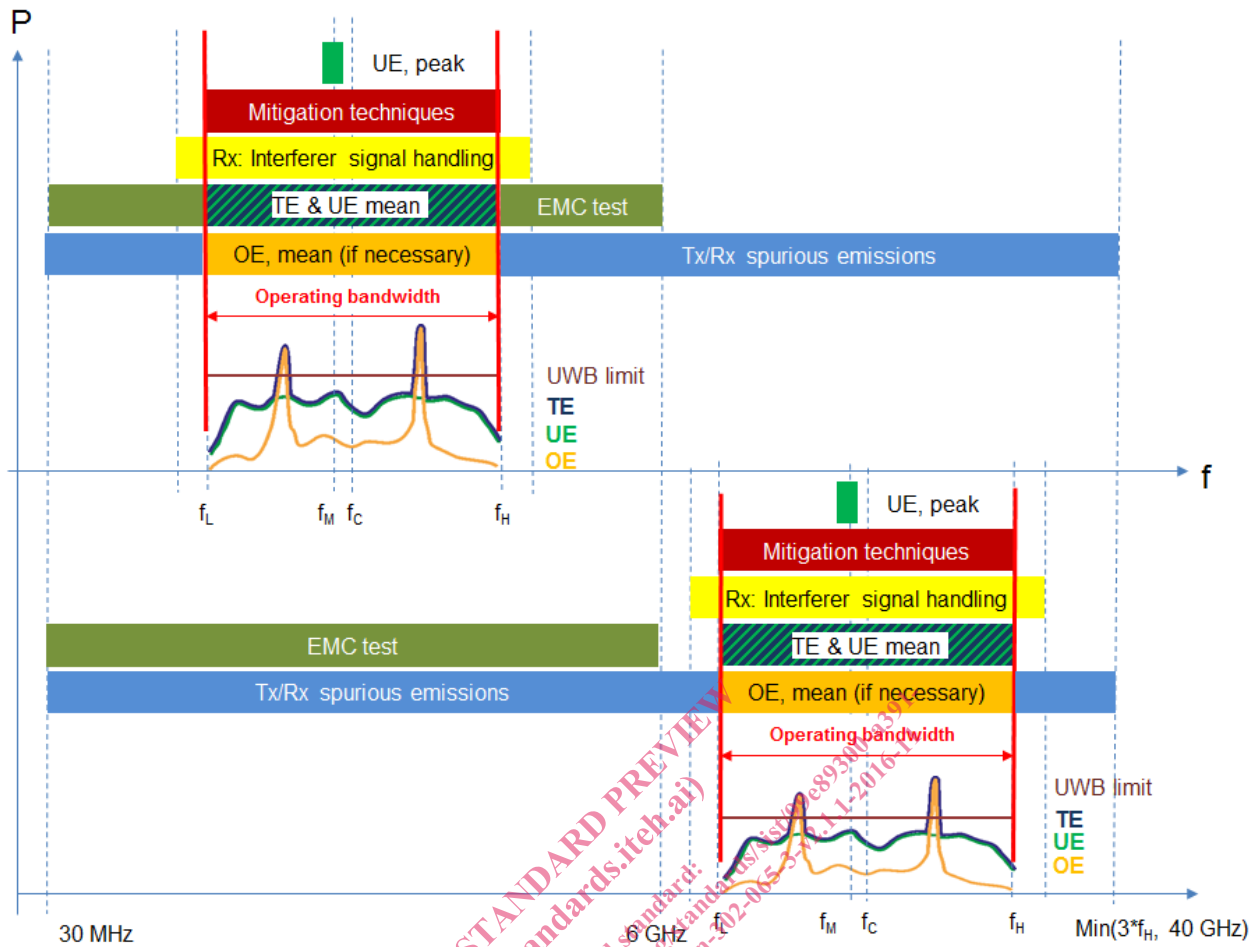 P
UE, peak
Mitigation techniques
Rx: Interferer signal handling
TE & UE mean
EMC test
OE, mean (if necessary)
Tx/Rx spurious emissions
Operating bandwidth
UWB limit
TE
UE
OE
f
fL fM fC fH
UE, peak
Mitigation techniques
Rx: Interferer signal handling
EMC test
TE & UE mean
Tx/Rx spurious emissions
OE, mean (if necessary)
Operating bandwidth
UWB limit
TE
UE
OE
fL fM fC fH Min(3*fH, 40 GHz)
30 MHz
6 GHz
STANDARD PREVIEW